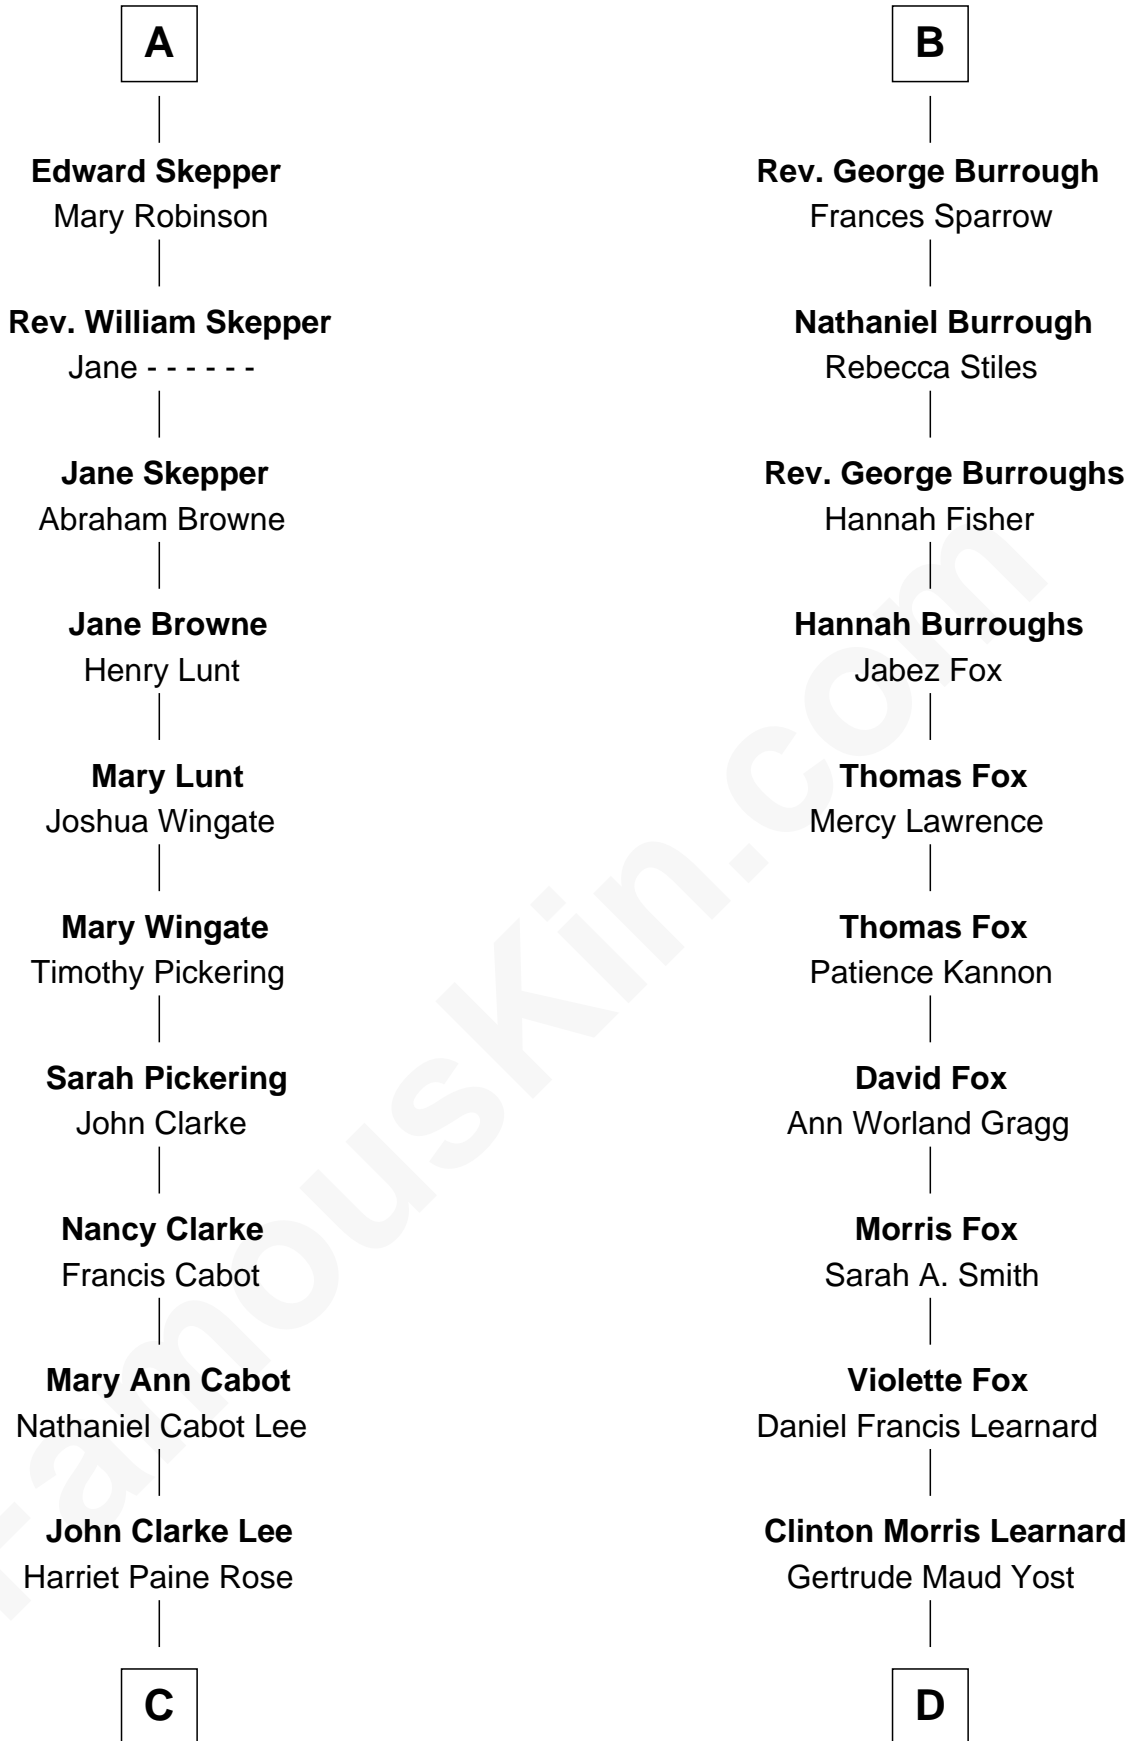 A
Edward Skepper
Mary Robinson
Rev. William Skepper
Jane - - - - - -
Jane Skepper
Abraham Browne
Jane Browne
Henry Lunt
Mary Lunt
Joshua Wingate
Mary Wingate
Timothy Pickering
Sarah Pickering
John Clarke
Nancy Clarke
Francis Cabot
Mary Ann Cabot
Nathaniel Cabot Lee
John Clarke Lee
Harriet Paine Rose
C
B
Rev. George Burrough
Frances Sparrow
Nathaniel Burrough
Rebecca Stiles
Rev. George Burroughs
Hannah Fisher
Hannah Burroughs
Jabez Fox
Thomas Fox
Mercy Lawrence
Thomas Fox
Patience Kannon
David Fox
Ann Worland Gragg
Morris Fox
Sarah A. Smith
Violette Fox
Daniel Francis Learnard
Clinton Morris Learnard
Gertrude Maud Yost
D
FamousKin.com